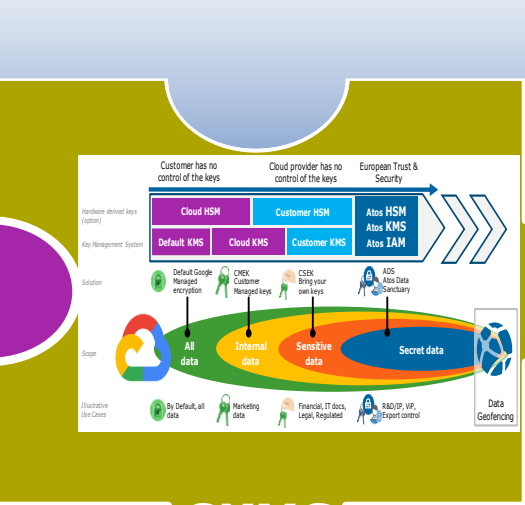 Customer has no
control of the keys
Cloud provider has no
control of the keys
European Trust &
Security
Hardware derived keys
(option)
Cloud HSM
Customer HSM
Atos HSM
Atos KMS
Atos IAM
Key Management System
Default KMS
Cloud KMS
Customer KMS
Solution
Default Google
Managed
encryption
CMEK
Customer
Managed keys
CSEK
Bring your
own keys
ADS
Atos Data
Sanctuary
Scope
All
data
Internal
data
Sensitive
data
Secret data
Data
Geofencing
Illustrative
Use Cases
By Default, all
data
Marketing
data
Financial, IT docs,
Legal, Regulated
R&D/IP, ViP,
Export control